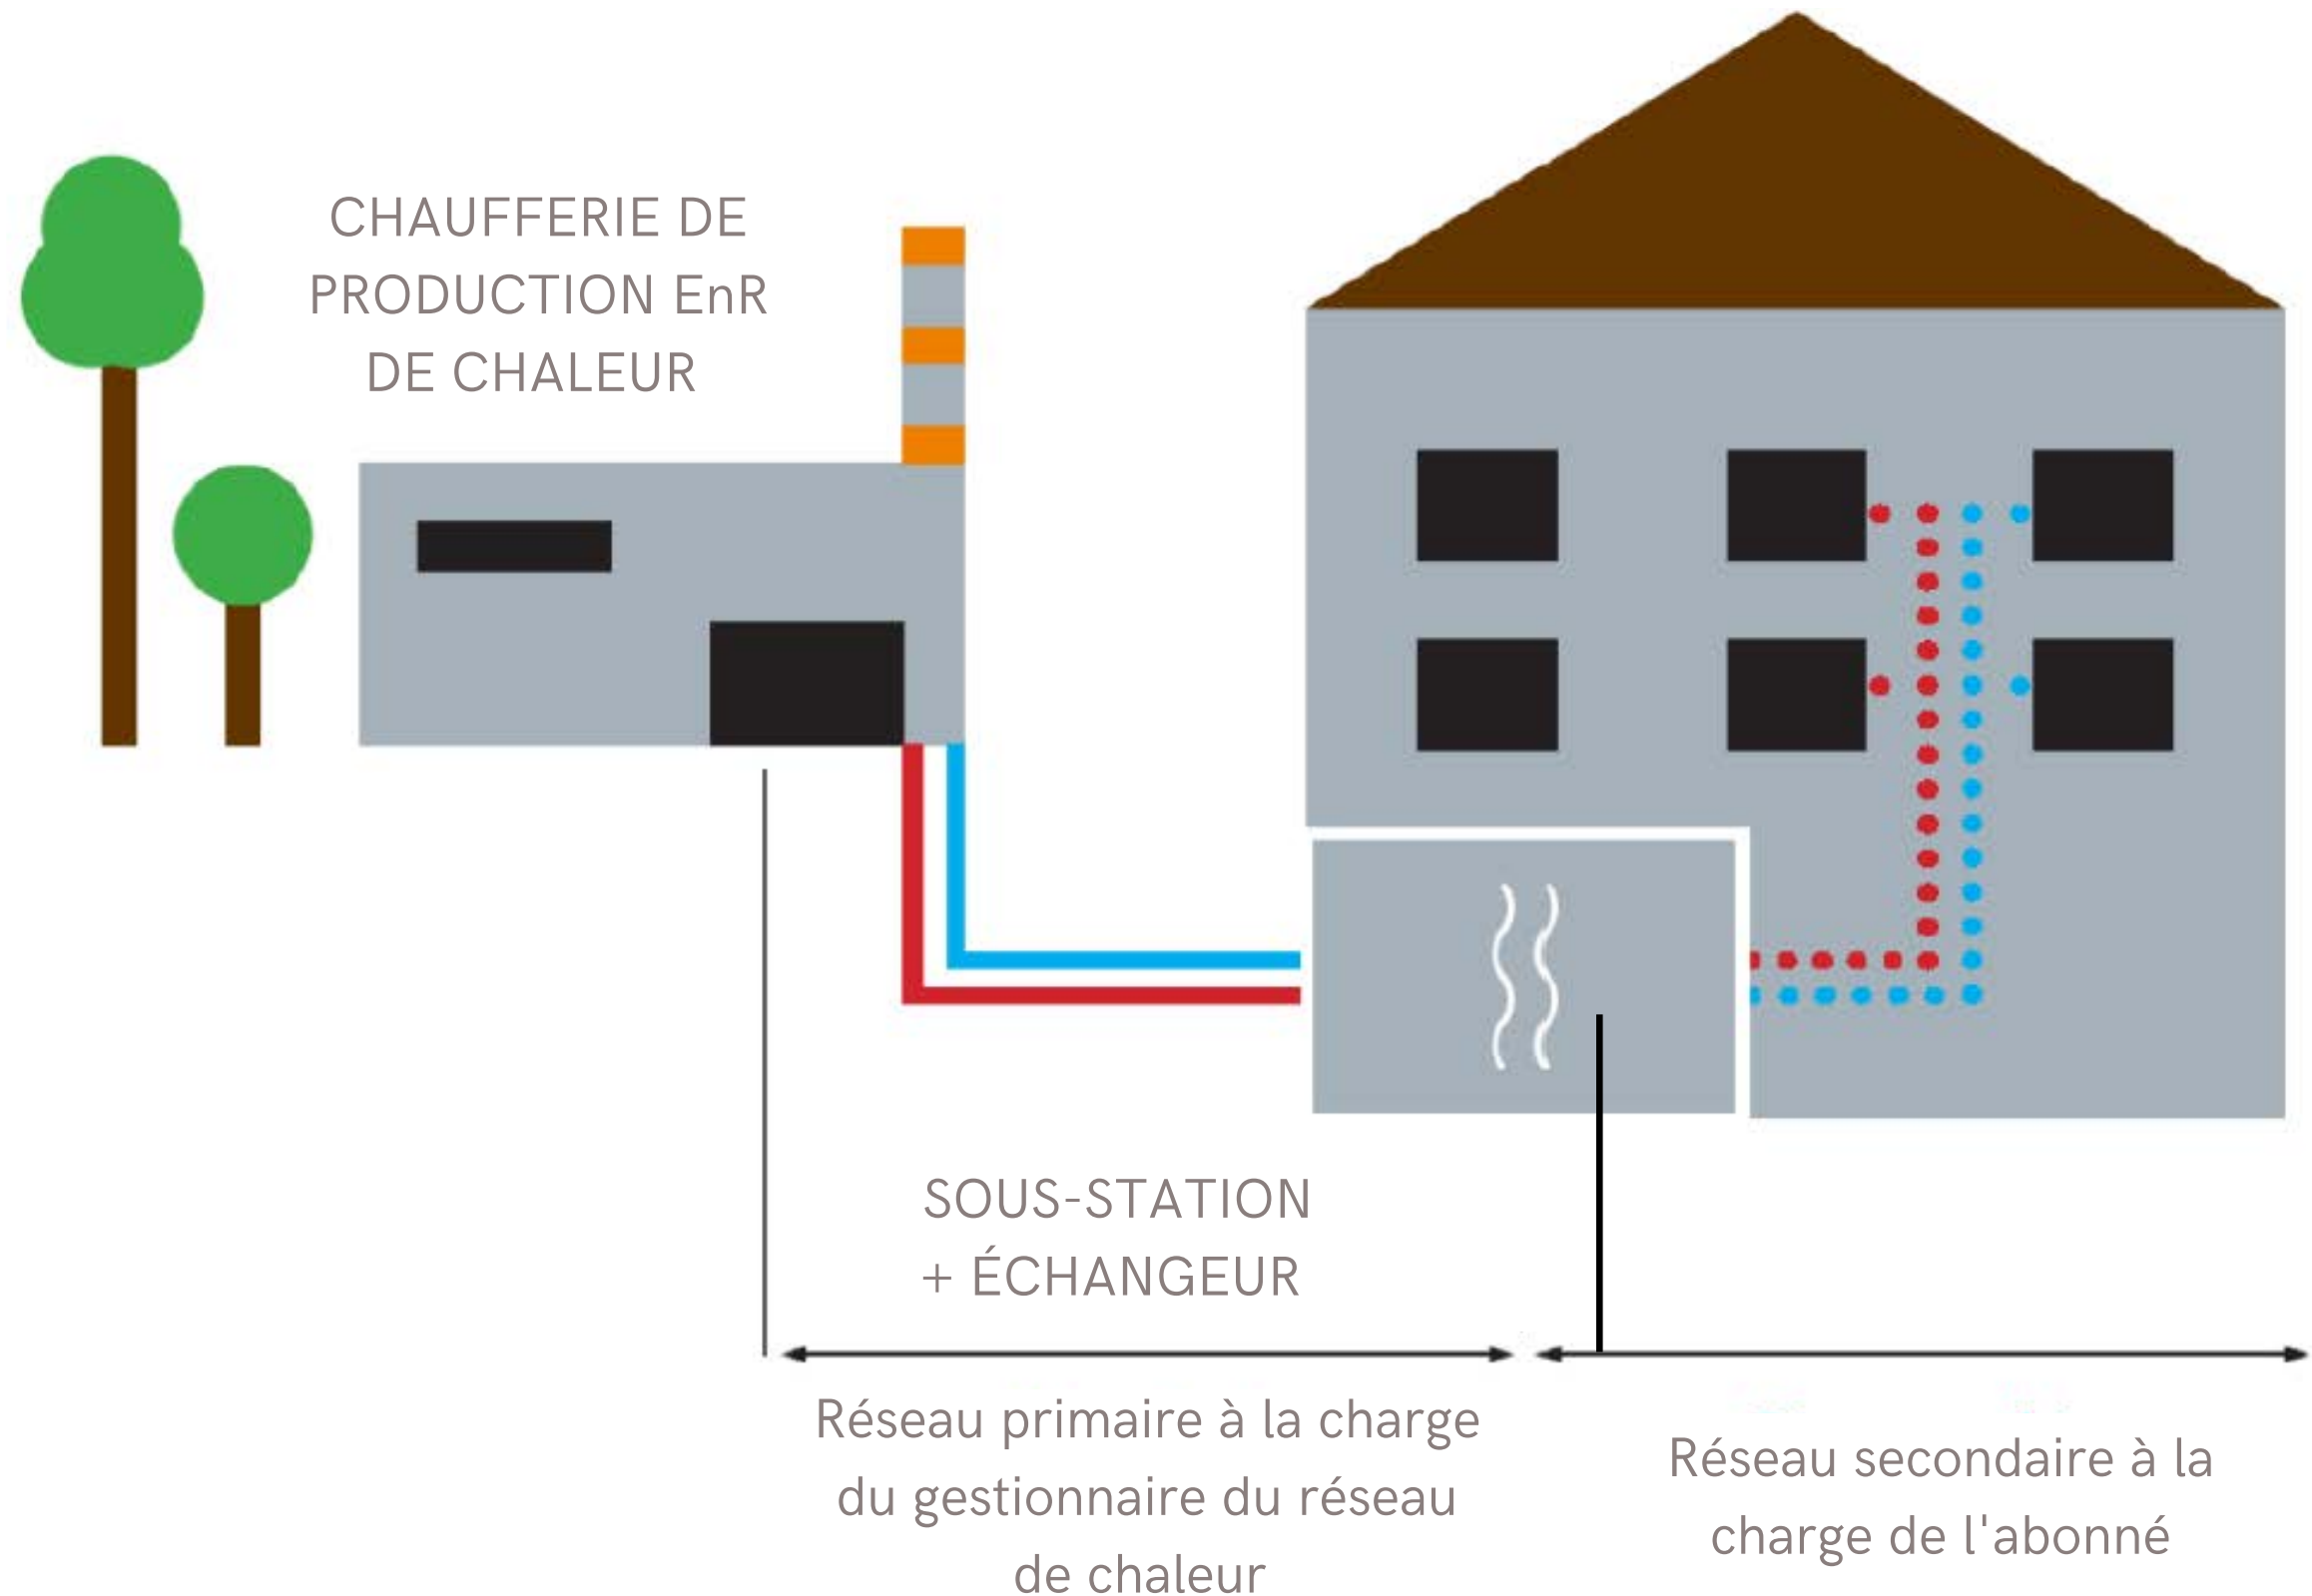 CHAUFFERIE DE
PRODUCTION EnR
DE CHALEUR
SOUS-STATION
+ ÉCHANGEUR
Réseau primaire à la charge
du gestionnaire du réseau
de chaleur
Réseau secondaire à la
charge de l'abonné